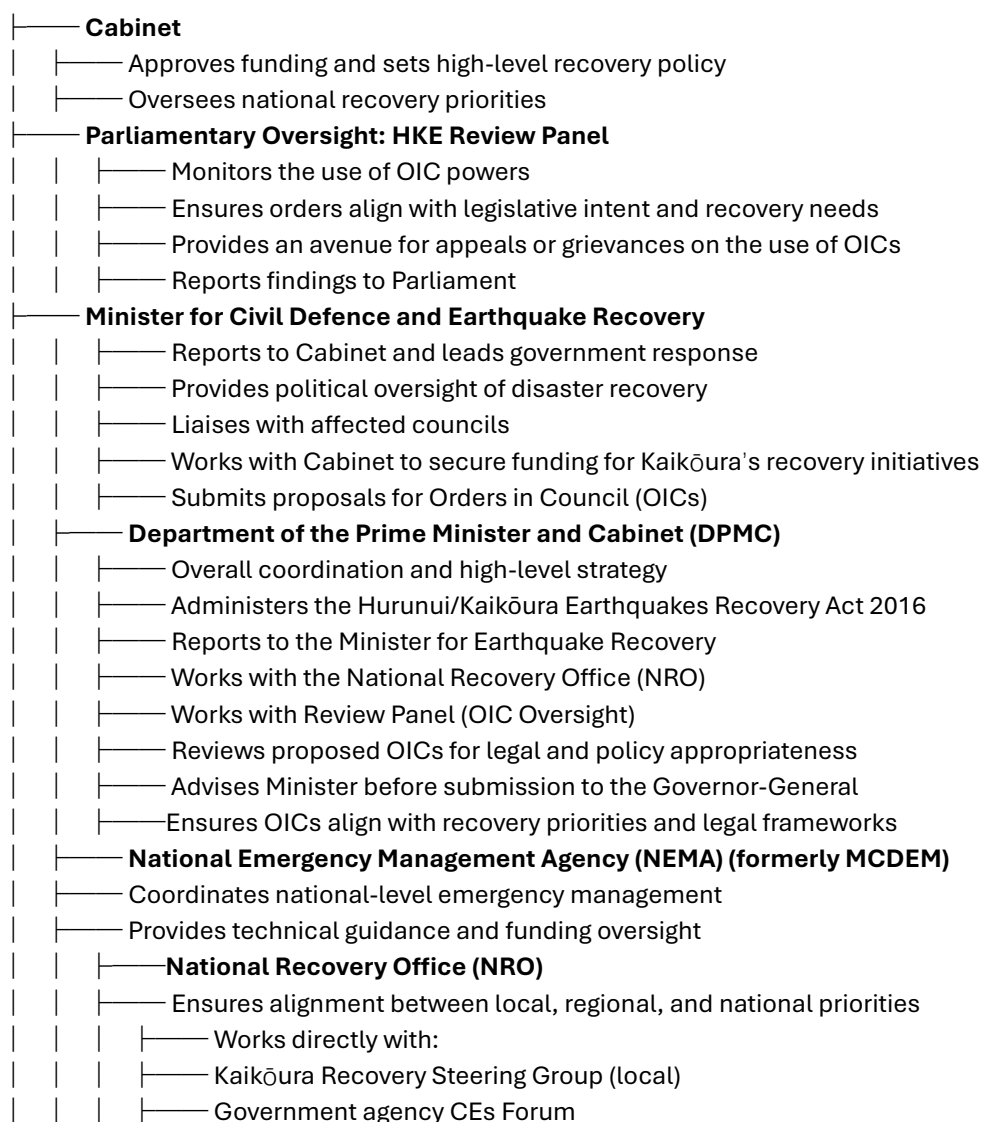 Cabinet
Approves funding and sets high-level recovery policy
Oversees national recovery priorities
Parliamentary Oversight: HKE Review Panel
Monitors the use of OIC powers
Ensures orders align with legislative intent and recovery needs
Provides an avenue for appeals or grievances on the use of OICs
Reports findings to Parliament
Minister for Civil Defence and Earthquake Recovery
Reports to Cabinet and leads government response
Provides political oversight of disaster recovery
Liaises with affected councils
Works with Cabinet to secure funding for Kaikōura's recovery initiatives
Submits proposals for Orders in Council (OICs)
Department of the Prime Minister and Cabinet (DPMC)
Overall coordination and high-level strategy
Administers the Hurunui/Kaikōura Earthquakes Recovery Act 2016
Reports to the Minister for Earthquake Recovery
Works with the National Recovery Office (NRO)
Works with Review Panel (OIC Oversight)
Reviews proposed OICs for legal and policy appropriateness
Advises Minister before submission to the Governor-General
Ensures OICs align with recovery priorities and legal frameworks
National Emergency Management Agency (NEMA) (formerly MCDEM)
Coordinates national-level emergency management
Provides technical guidance and funding oversight
National Recovery Office (NRO)
Ensures alignment between local, regional, and national priorities
Works directly with:
Kaikōura Recovery Steering Group (local)
Government agency CEs Forum